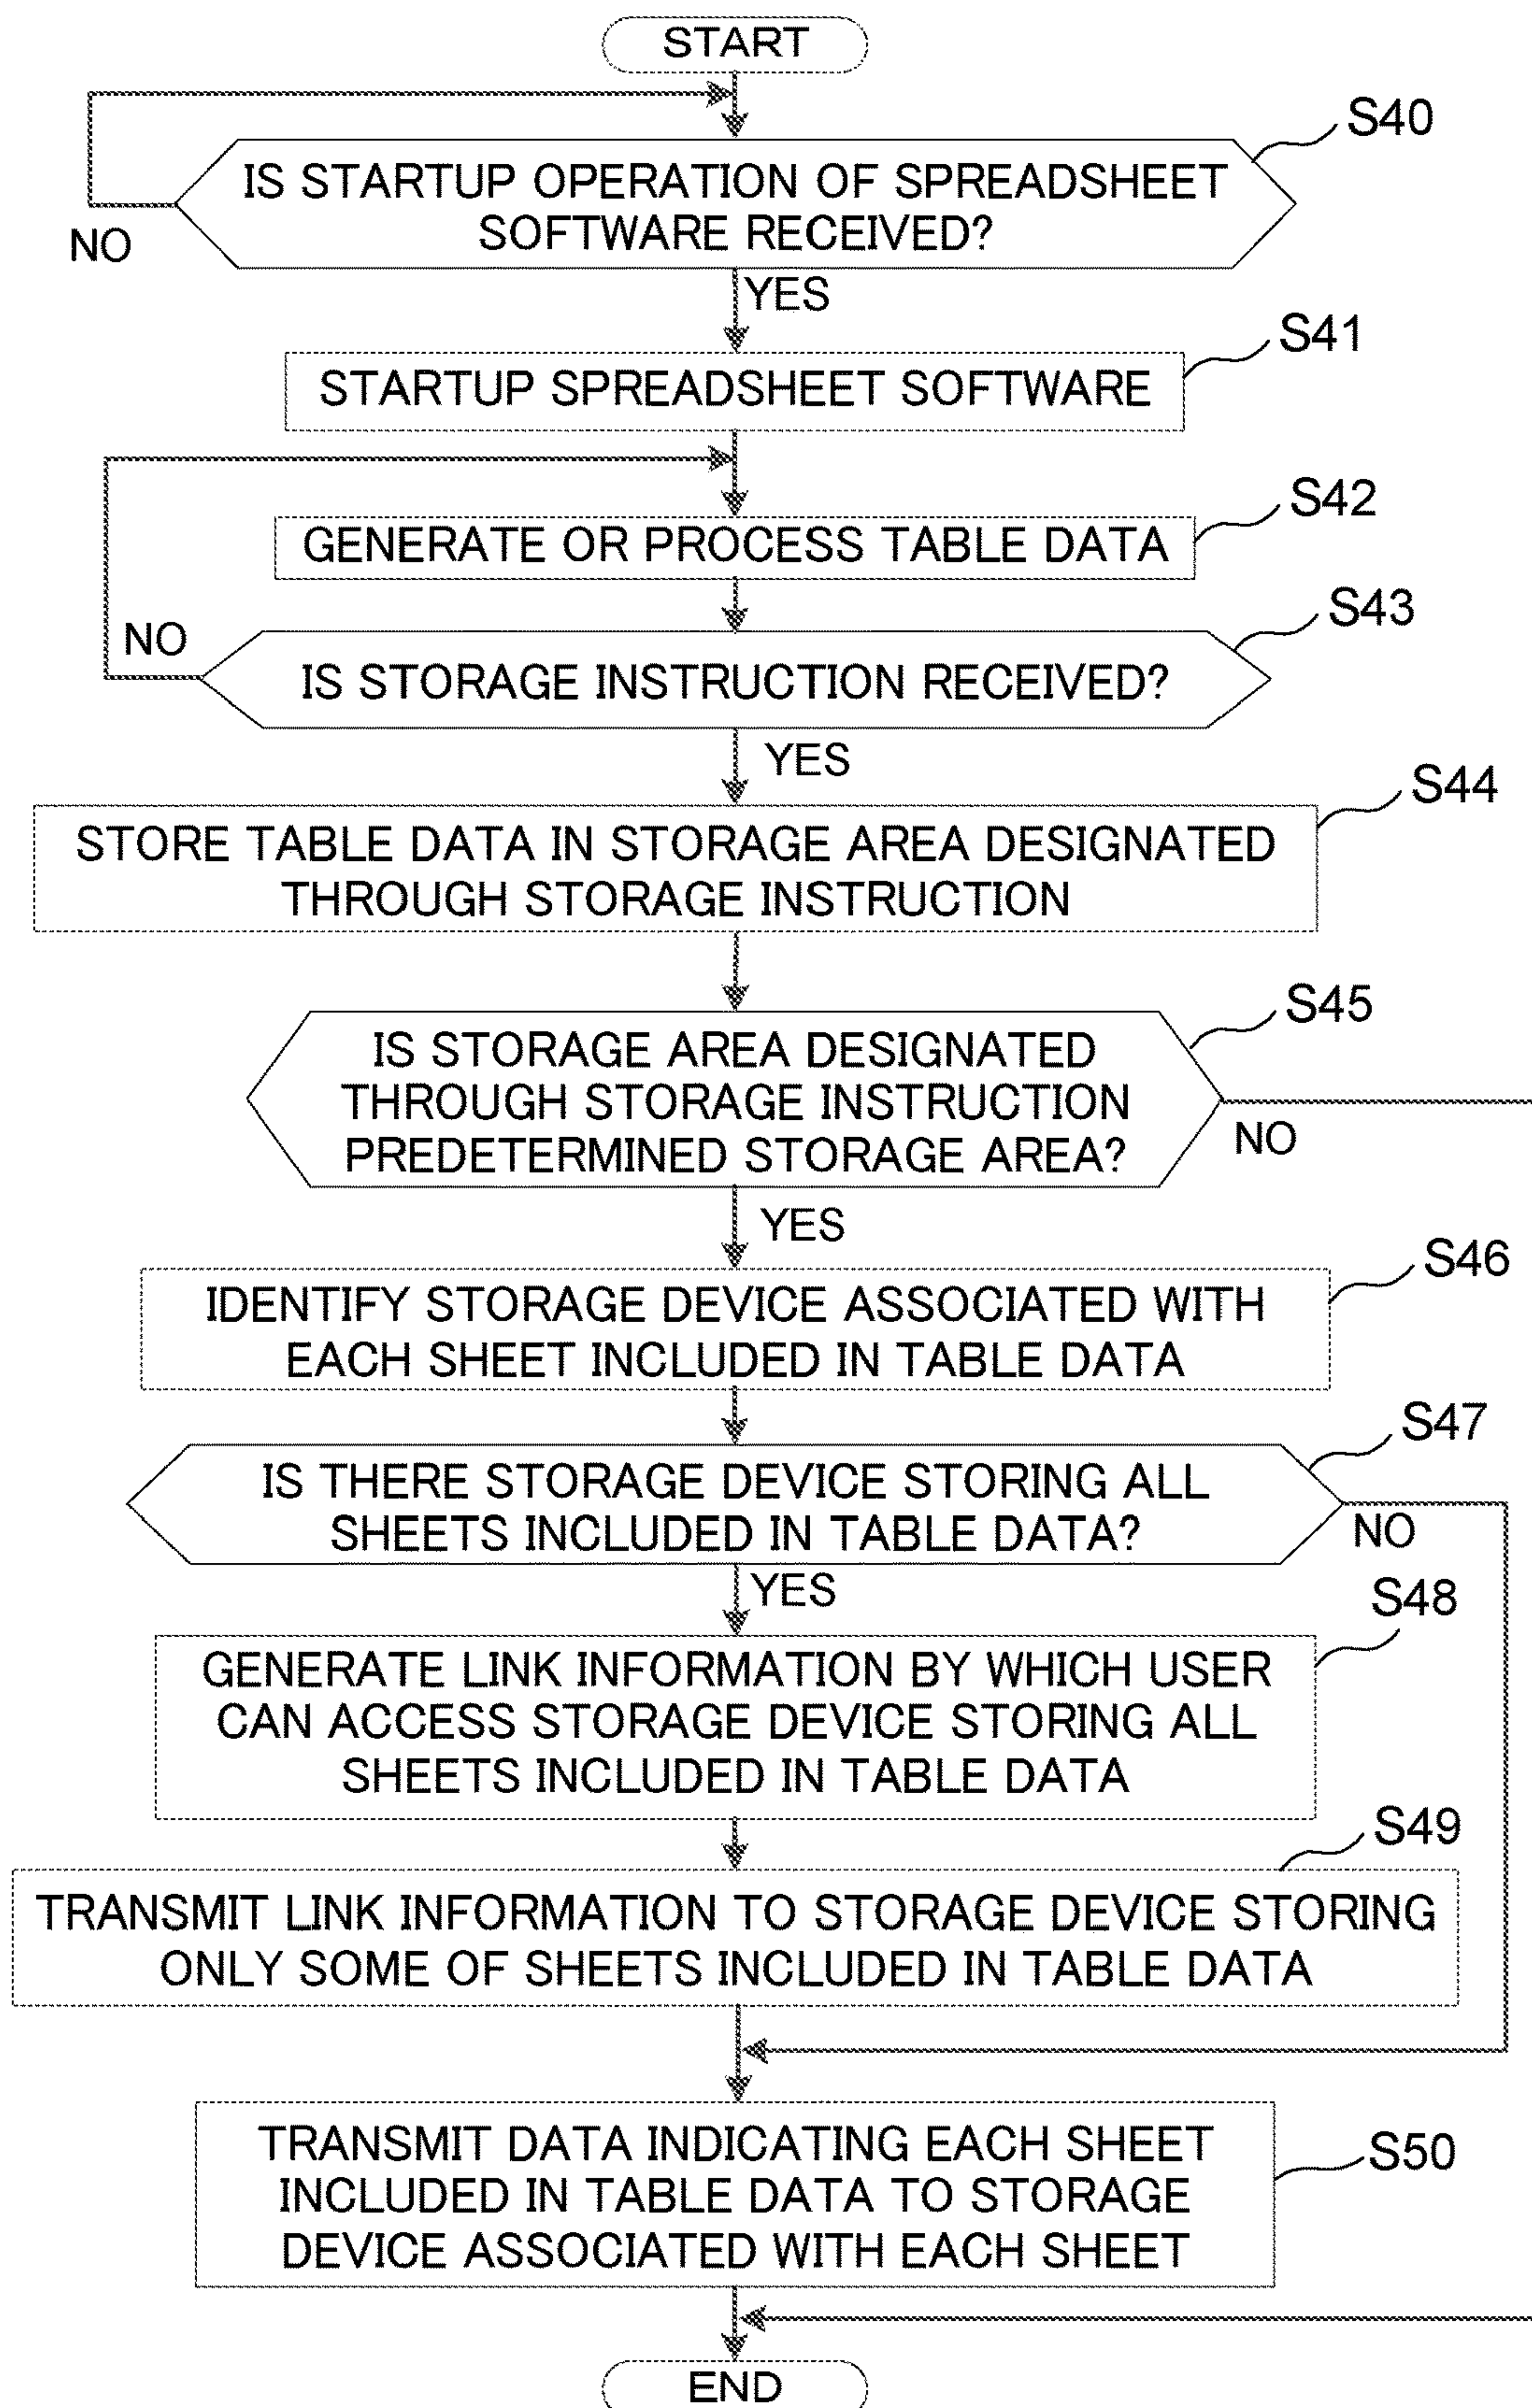 START
S40
IS STARTUP OPERATION OF SPREADSHEET
SOFTWARE RECEIVED?
NO
YES
S41
STARTUP SPREADSHEET SOFTWARE
S42
GENERATE OR PROCESS TABLE DATA
S43
NO
IS STORAGE INSTRUCTION RECEIVED?
YES
S44
STORE TABLE DATA IN STORAGE AREA DESIGNATED
THROUGH STORAGE INSTRUCTION
S45
IS STORAGE AREA DESIGNATED
THROUGH STORAGE INSTRUCTION
PREDETERMINED STORAGE AREA?
NO
YES
S46
IDENTIFY STORAGE DEVICE ASSOCIATED WITH
EACH SHEET INCLUDED IN TABLE DATA
S47
IS THERE STORAGE DEVICE STORING ALL
SHEETS INCLUDED IN TABLE DATA?
NO
YES
S48
GENERATE LINK INFORMATION BY WHICH USER
CAN ACCESS STORAGE DEVICE STORING ALL
SHEETS INCLUDED IN TABLE DATA
S49
TRANSMIT LINK INFORMATION TO STORAGE DEVICE STORING
ONLY SOME OF SHEETS INCLUDED IN TABLE DATA
S50
TRANSMIT DATA INDICATING EACH SHEET
INCLUDED IN TABLE DATA TO STORAGE
DEVICE ASSOCIATED WITH EACH SHEET
END